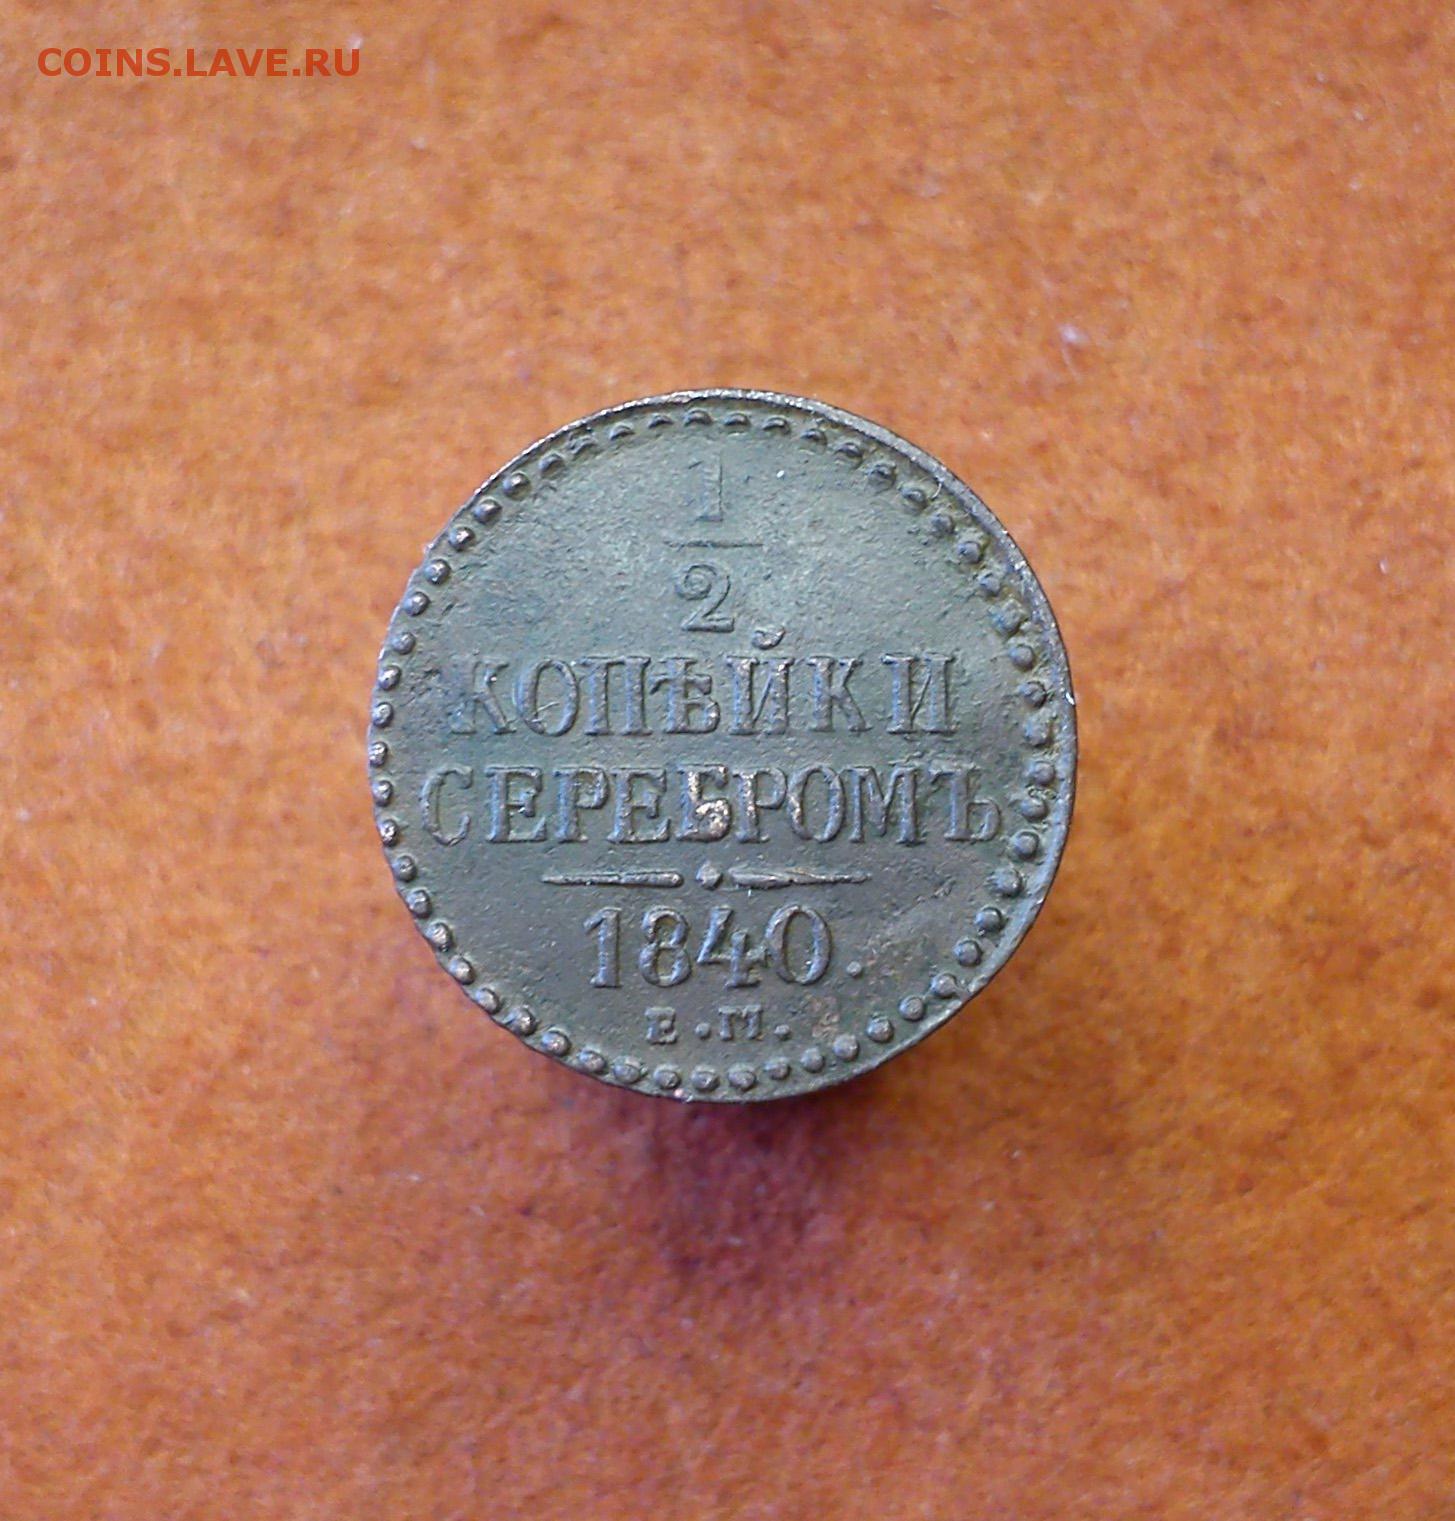 COINS.LAVE.RU
1
2
КОПѢЙКИ
СЕРЕБРОМЪ
1840.
Е.М.